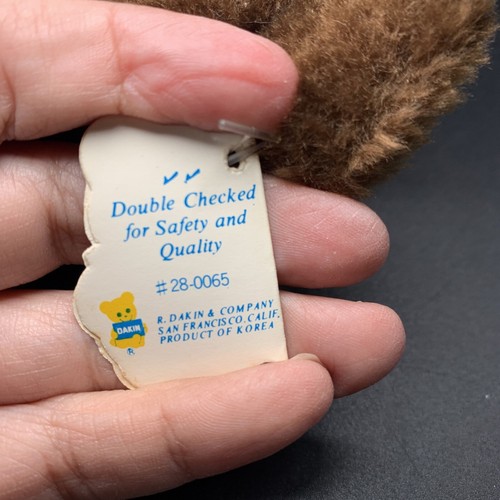 Double Checked
for Safety and
Quality
#28-0065
DAKIN
®
R. DAKIN & COMPANY
SAN FRANCISCO, CALIF.
PRODUCT OF KOREA